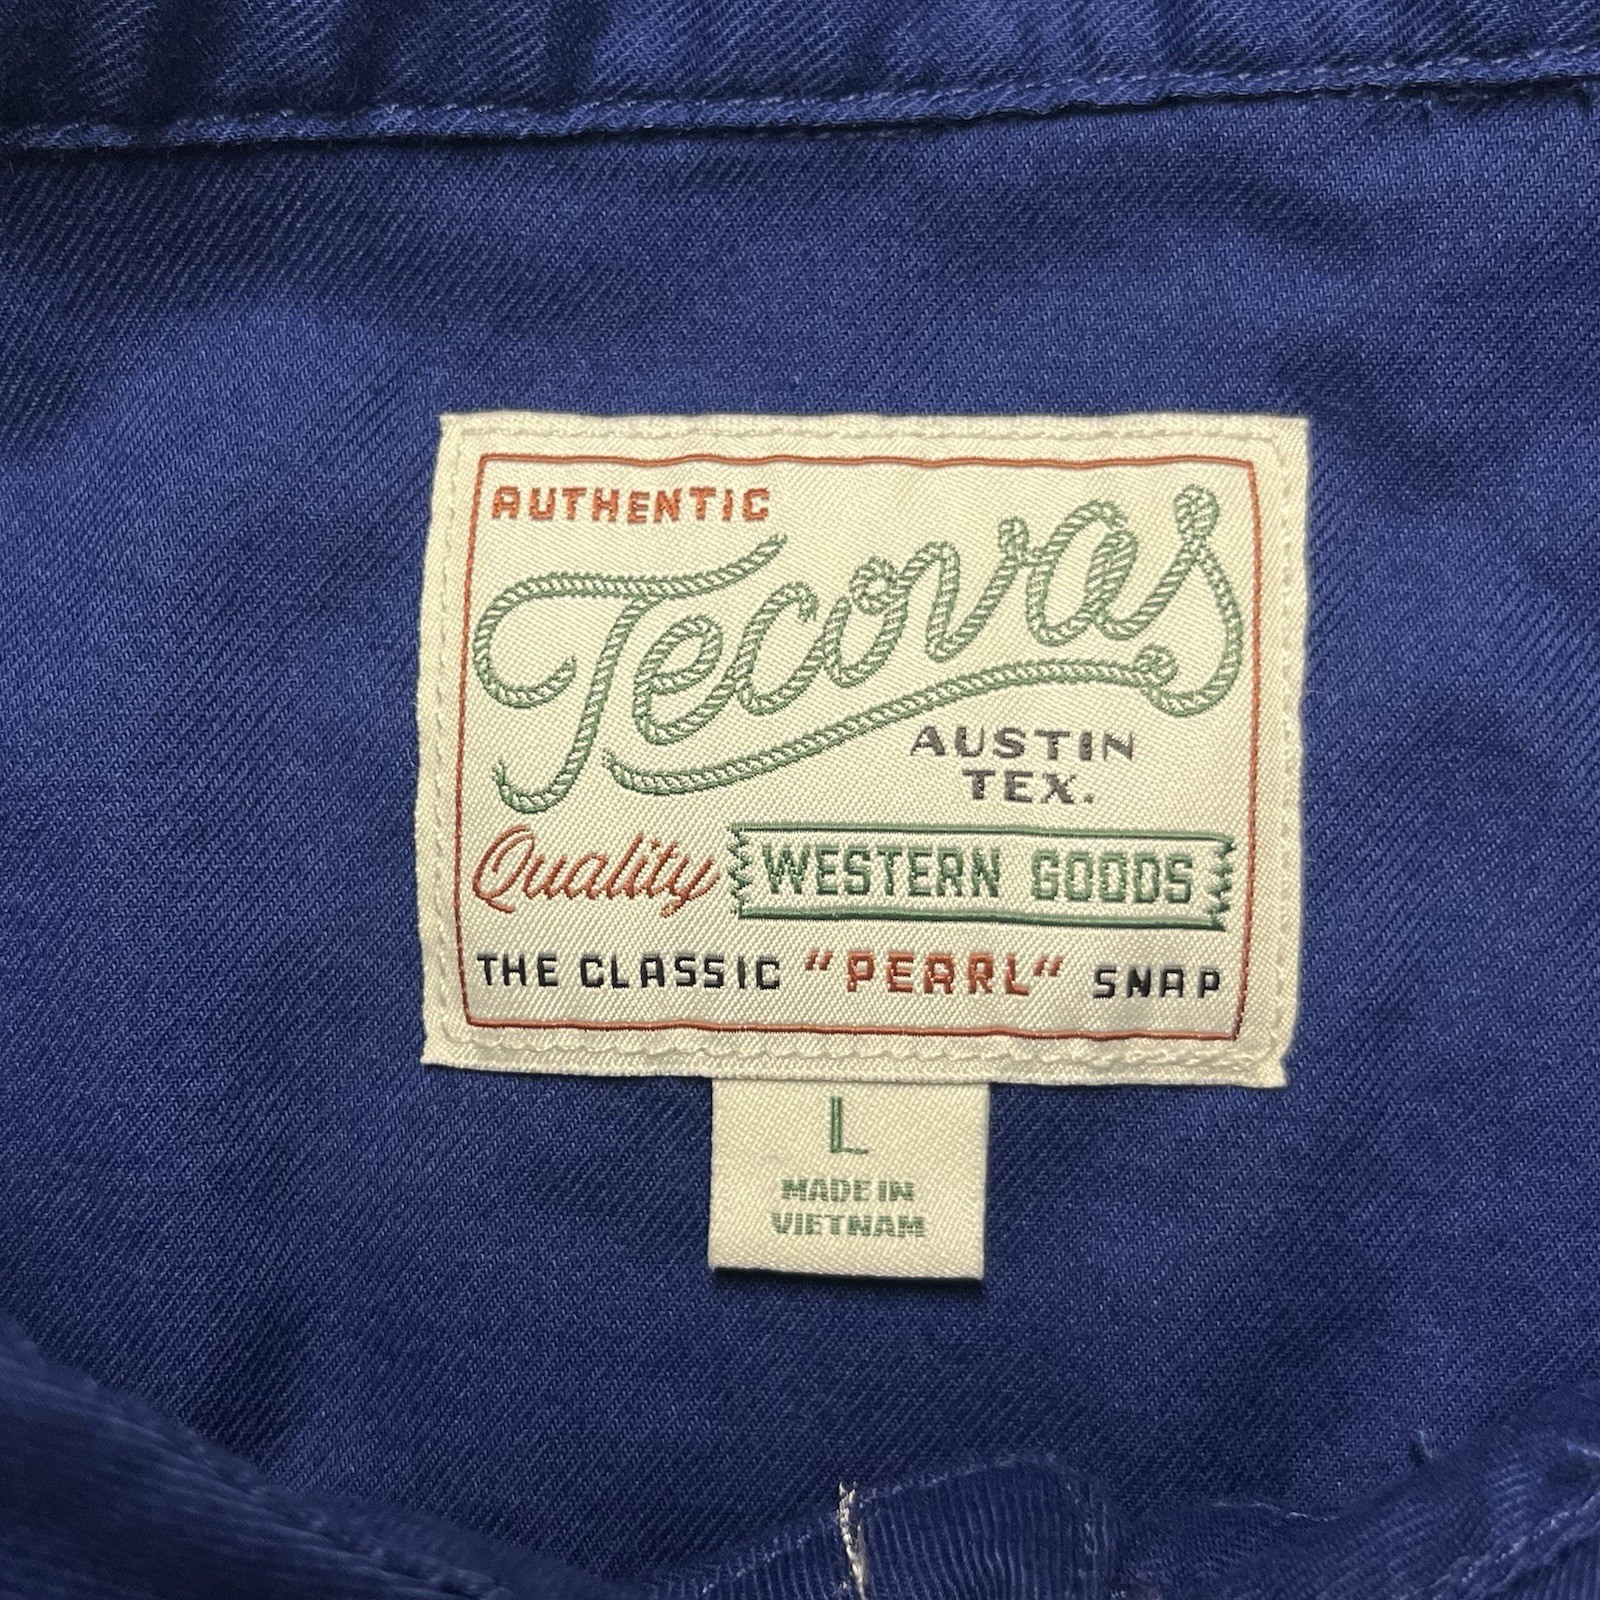 AUTHENTIC
Tecovas
AUSTIN
TEX.
Quality WESTERN GOODS
THE CLASSIC "PEARL" SNAP
L
MADE IN
VIETNAM